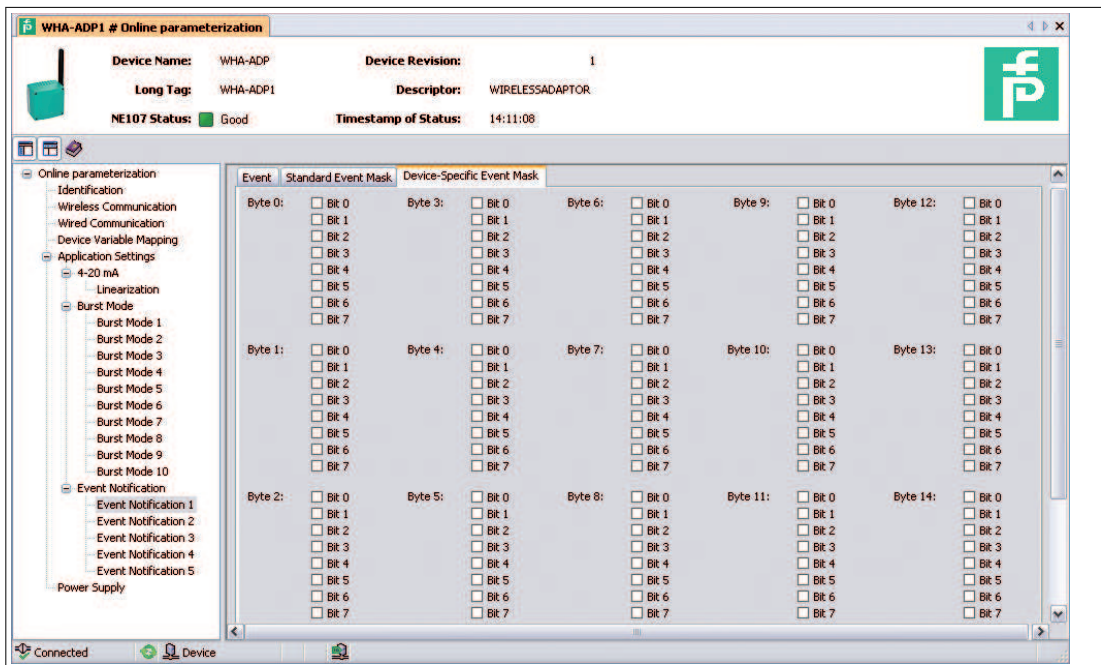 WHA-ADP1 # Online parameterization
Device Name: WHA-ADP Device Revision: 1
Long Tag: WHA-ADP1 Descriptor: WIRELESSADAPTOR
NE107 Status: Good Timestamp of Status: 14:11:08
Online parameterization
Identification
Wireless Communication
Wired Communication
Device Variable Mapping
Application Settings
4-20 mA
Linearization
Burst Mode
Burst Mode 1
Burst Mode 2
Burst Mode 3
Burst Mode 4
Burst Mode 5
Burst Mode 6
Burst Mode 7
Burst Mode 8
Burst Mode 9
Burst Mode 10
Event Notification
Event Notification 1
Event Notification 2
Event Notification 3
Event Notification 4
Event Notification 5
Power Supply
Event Standard Event Mask Device-Specific Event Mask
Byte 0: Bit 0 Byte 3: Bit 0 Byte 6: Bit 0 Byte 9: Bit 0 Byte 12: Bit 0
Bit 1 Bit 1 Bit 1 Bit 1 Bit 1
Bit 2 Bit 2 Bit 2 Bit 2 Bit 2
Bit 3 Bit 3 Bit 3 Bit 3 Bit 3
Bit 4 Bit 4 Bit 4 Bit 4 Bit 4
Bit 5 Bit 5 Bit 5 Bit 5 Bit 5
Bit 6 Bit 6 Bit 6 Bit 6 Bit 6
Bit 7 Bit 7 Bit 7 Bit 7 Bit 7
Byte 1: Bit 0 Byte 4: Bit 0 Byte 7: Bit 0 Byte 10: Bit 0 Byte 13: Bit 0
Bit 1 Bit 1 Bit 1 Bit 1 Bit 1
Bit 2 Bit 2 Bit 2 Bit 2 Bit 2
Bit 3 Bit 3 Bit 3 Bit 3 Bit 3
Bit 4 Bit 4 Bit 4 Bit 4 Bit 4
Bit 5 Bit 5 Bit 5 Bit 5 Bit 5
Bit 6 Bit 6 Bit 6 Bit 6 Bit 6
Bit 7 Bit 7 Bit 7 Bit 7 Bit 7
Byte 2: Bit 0 Byte 5: Bit 0 Byte 8: Bit 0 Byte 11: Bit 0 Byte 14: Bit 0
Bit 1 Bit 1 Bit 1 Bit 1 Bit 1
Bit 2 Bit 2 Bit 2 Bit 2 Bit 2
Bit 3 Bit 3 Bit 3 Bit 3 Bit 3
Bit 4 Bit 4 Bit 4 Bit 4 Bit 4
Bit 5 Bit 5 Bit 5 Bit 5 Bit 5
Bit 6 Bit 6 Bit 6 Bit 6 Bit 6
Bit 7 Bit 7 Bit 7 Bit 7 Bit 7
Connected Device